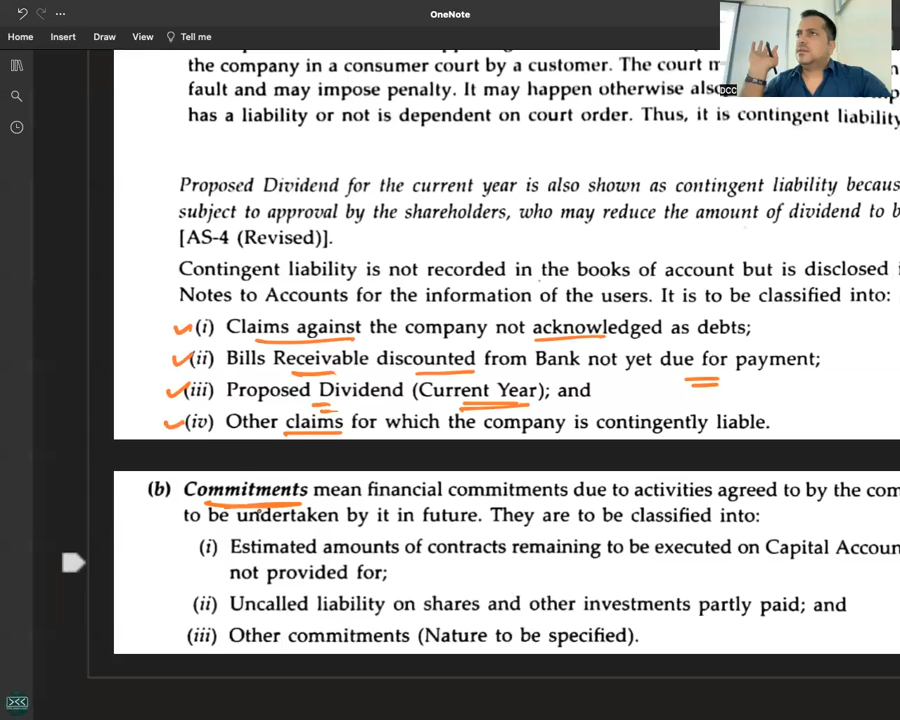 OneNote
Home Insert Draw View Tell me
the company in a consumer court by a customer. The court
DCC
fault and may impose penalty. It may happen otherwise also
has a liability or not is dependent on court order. Thus, it is contingent liability
Proposed Dividend for the current year is also shown as contingent liability becaus
subject to approval by the shareholders, who may reduce the amount of dividend to b
[AS-4 (Revised)].
Contingent liability is not recorded in the books of account but is disclosed i
Notes to Accounts for the information of the users. It is to be classified into:
(i) Claims against the company not acknowledged as debts;
(ii) Bills Receivable discounted from Bank not yet due for payment;
(iii) Proposed Dividend (Current Year); and
(iv) Other claims for which the company is contingently liable.
(b) Commitments mean financial commitments due to activities agreed to by the com
to be undertaken by it in future. They are to be classified into:
(i) Estimated amounts of contracts remaining to be executed on Capital Accoun
not provided for;
(ii) Uncalled liability on shares and other investments partly paid; and
(iii) Other commitments (Nature to be specified).